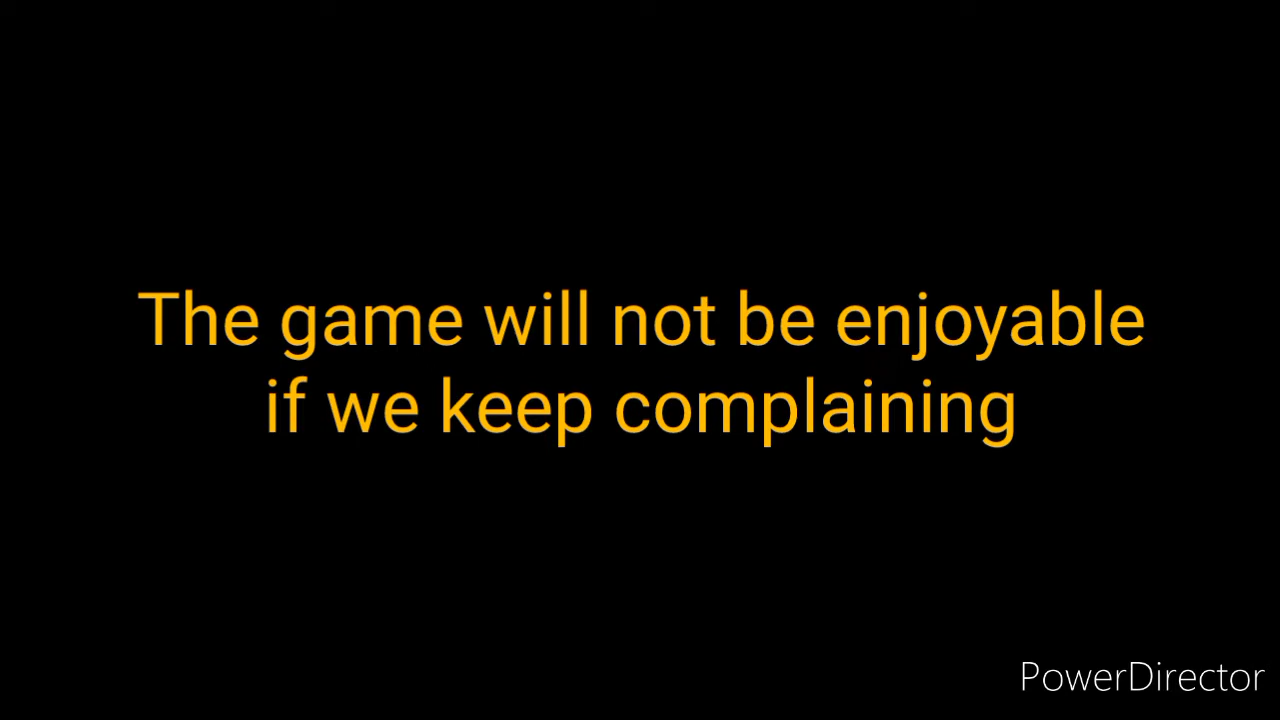 The game will not be enjoyable
if we keep complaining
PowerDirector